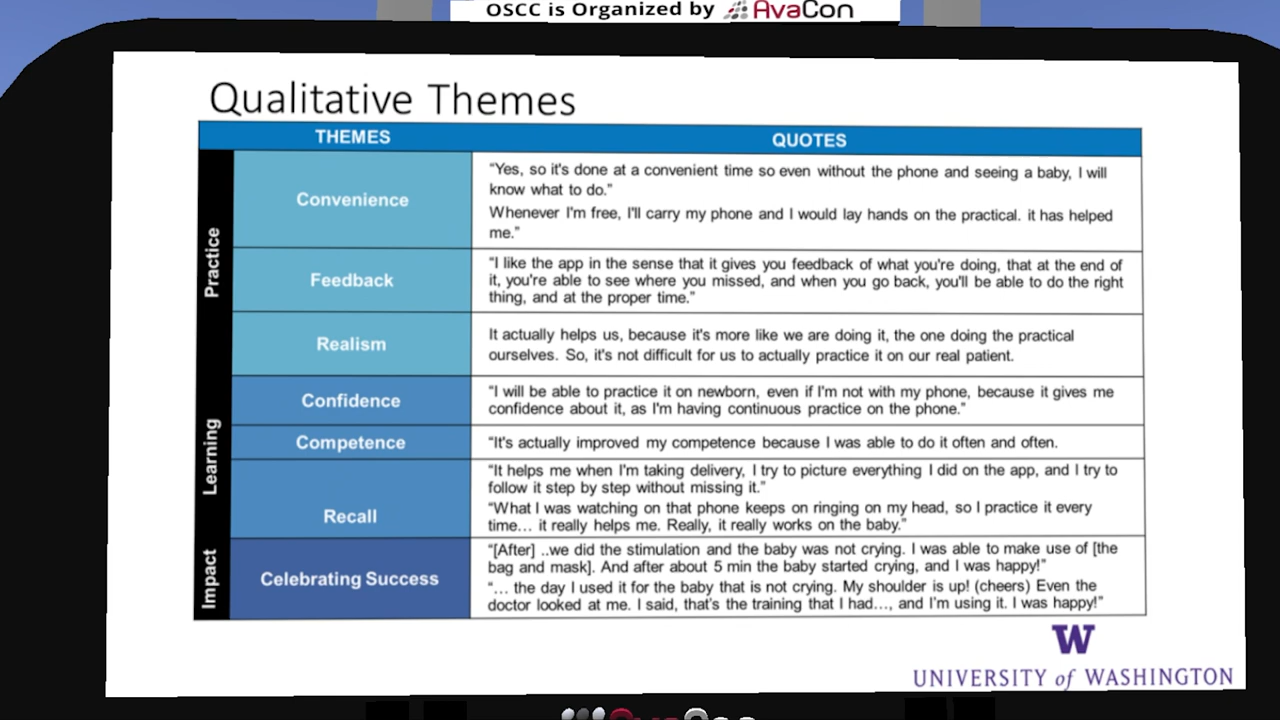 OSCC is Organized by AvaCon
Qualitative Themes
THEMES
QUOTES
Practice
Convenience
"Yes, so it's done at a convenient time so even without the phone and seeing a baby, I will
know what to do."
Whenever I'm free, I'll carry my phone and I would lay hands on the practical. it has helped
me."
Feedback
"I like the app in the sense that it gives you feedback of what you're doing, that at the end of
it, you're able to see where you missed, and when you go back, you'll be able to do the right
thing, and at the proper time."
Realism
It actually helps us, because it's more like we are doing it, the one doing the practical
ourselves. So, it's not difficult for us to actually practice it on our real patient.
Learning
Confidence
"I will be able to practice it on newborn, even if I'm not with my phone, because it gives me
confidence about it, as I'm having continuous practice on the phone."
Competence
"It's actually improved my competence because I was able to do it often and often.
Recall
"It helps me when I'm taking delivery, I try to picture everything I did on the app, and I try to
follow it step by step without missing it."
"What I was watching on that phone keeps on ringing on my head, so I practice it every
time... it really helps me. Really, it really works on the baby."
Impact
Celebrating Success
"[After] ..we did the stimulation and the baby was not crying. I was able to make use of [the
bag and mask]. And after about 5 min the baby started crying, and I was happy!"
"... the day I used it for the baby that is not crying. My shoulder is up! (cheers) Even the
doctor looked at me. I said, that's the training that I had..., and I'm using it. I was happy!"
W
UNIVERSITY of WASHINGTON